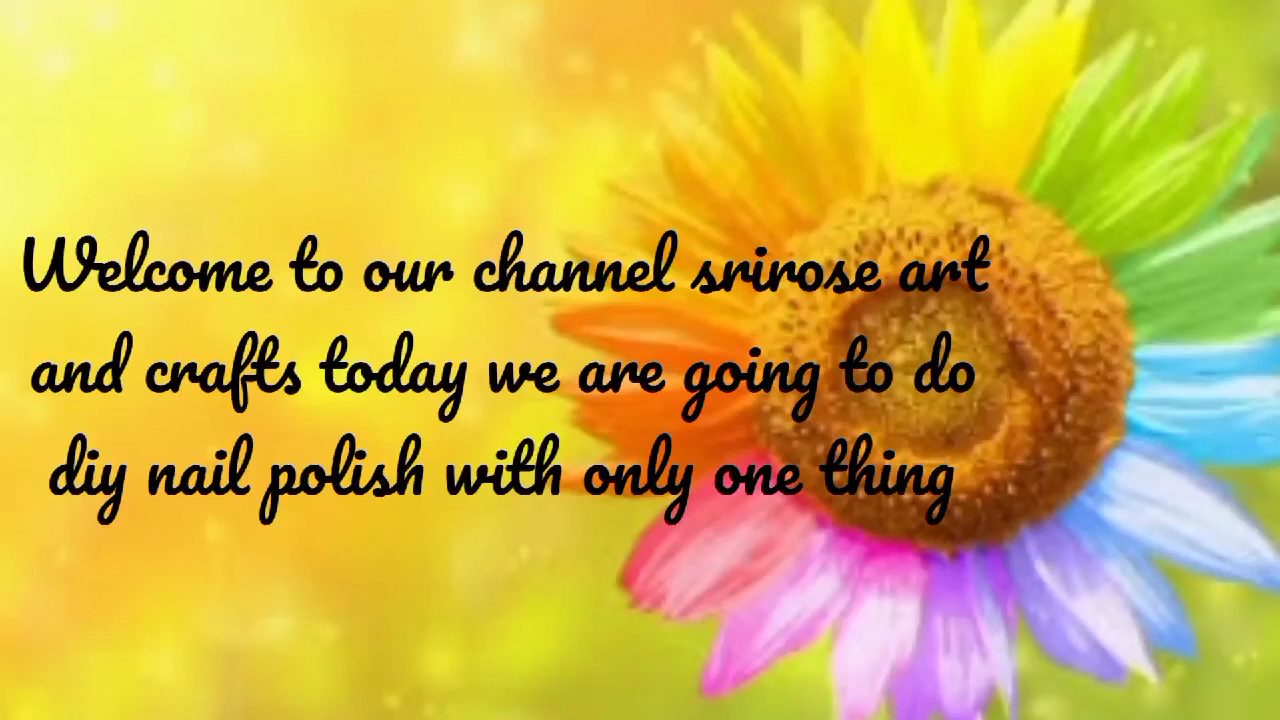 Welcome to our channel srirose art
and crafts today we are going to do
diy nail polish with only one thing